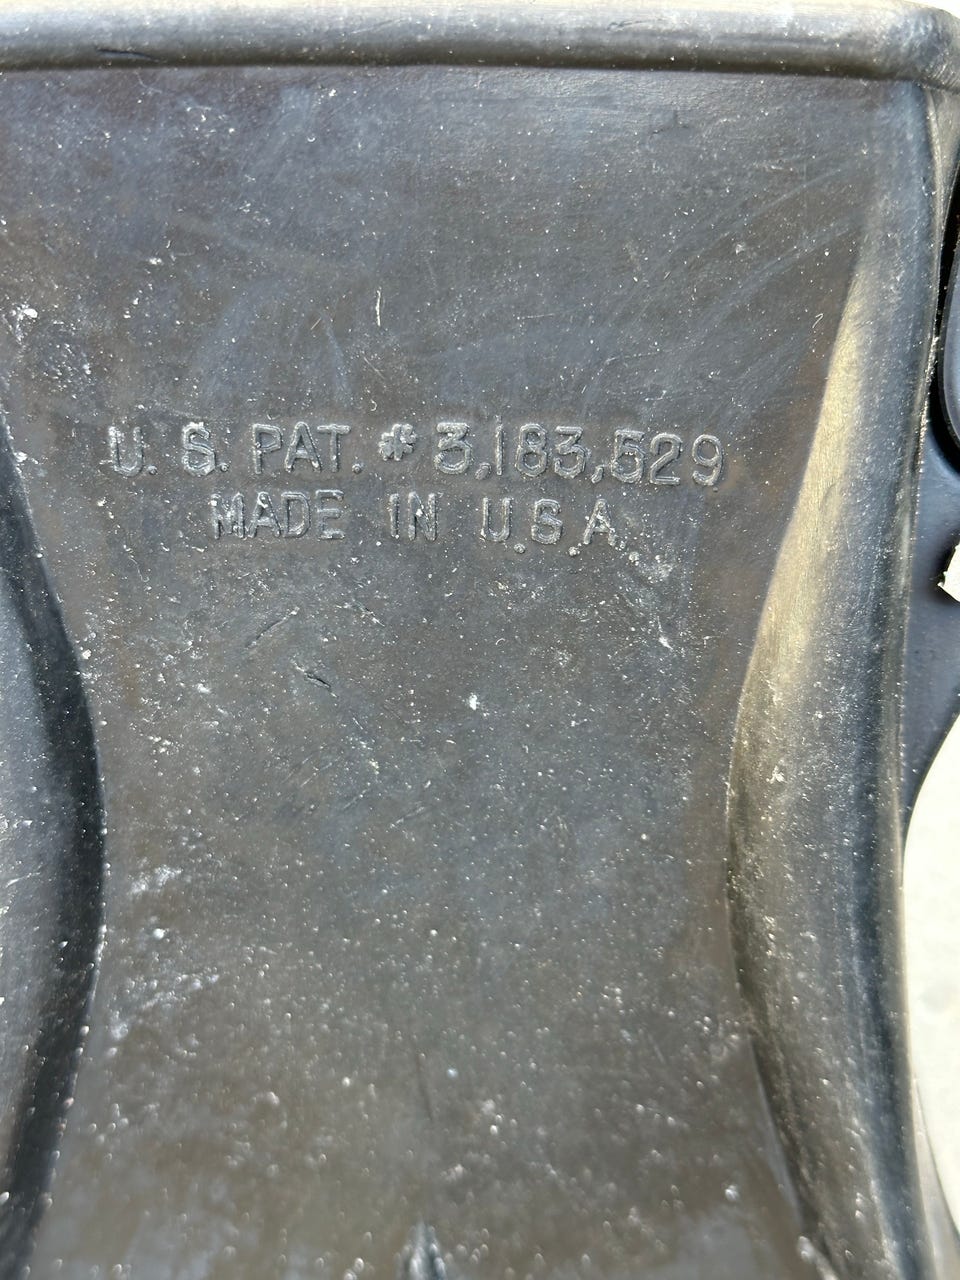 U. S. PAT. # 3,183,529
MADE IN U.S.A.